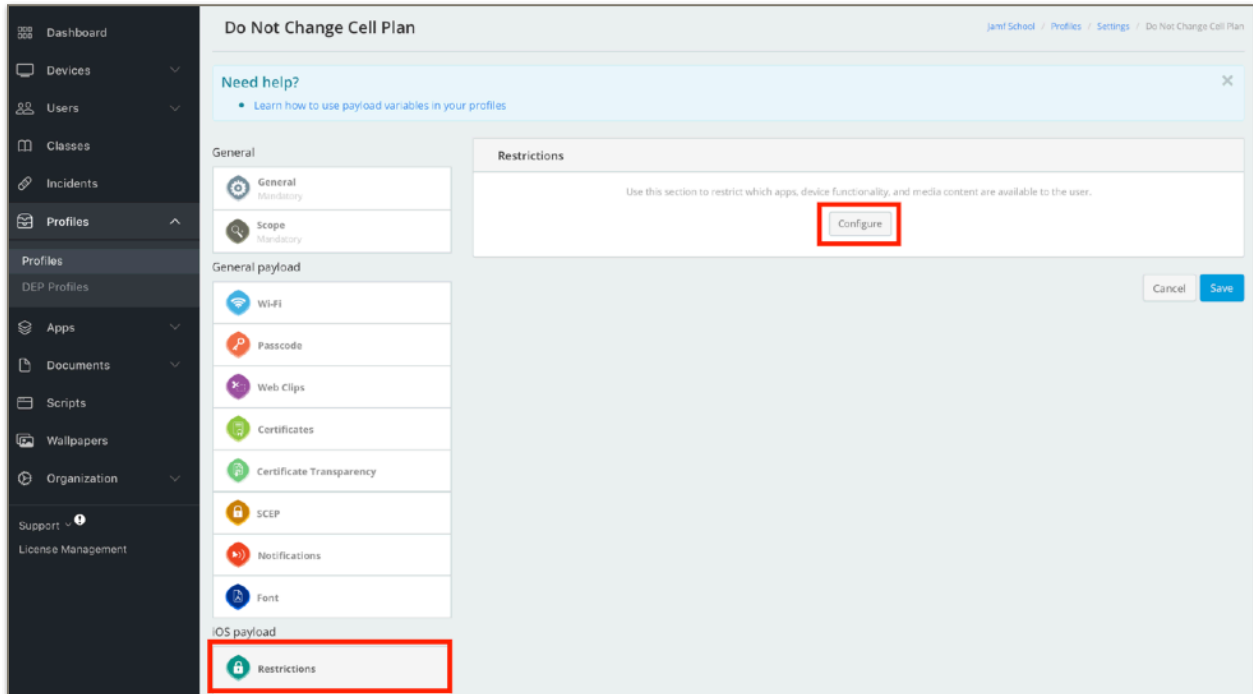 Dashboard
Devices
Users
Classes
Incidents
Profiles
Profiles
DEP Profiles
Apps
Documents
Scripts
Wallpapers
Organization
Support
License Management
Do Not Change Cell Plan
Jamf School / Profiles / Settings / Do Not Change Cell Plan
Need help?
Learn how to use payload variables in your profiles
General
General
Mandatory
Scope
Mandatory
General payload
Wi-Fi
Passcode
Web Clips
Certificates
Certificate Transparency
SCEP
Notifications
Font
iOS payload
Restrictions
Restrictions
Use this section to restrict which apps, device functionality, and media content are available to the user.
Configure
Cancel Save